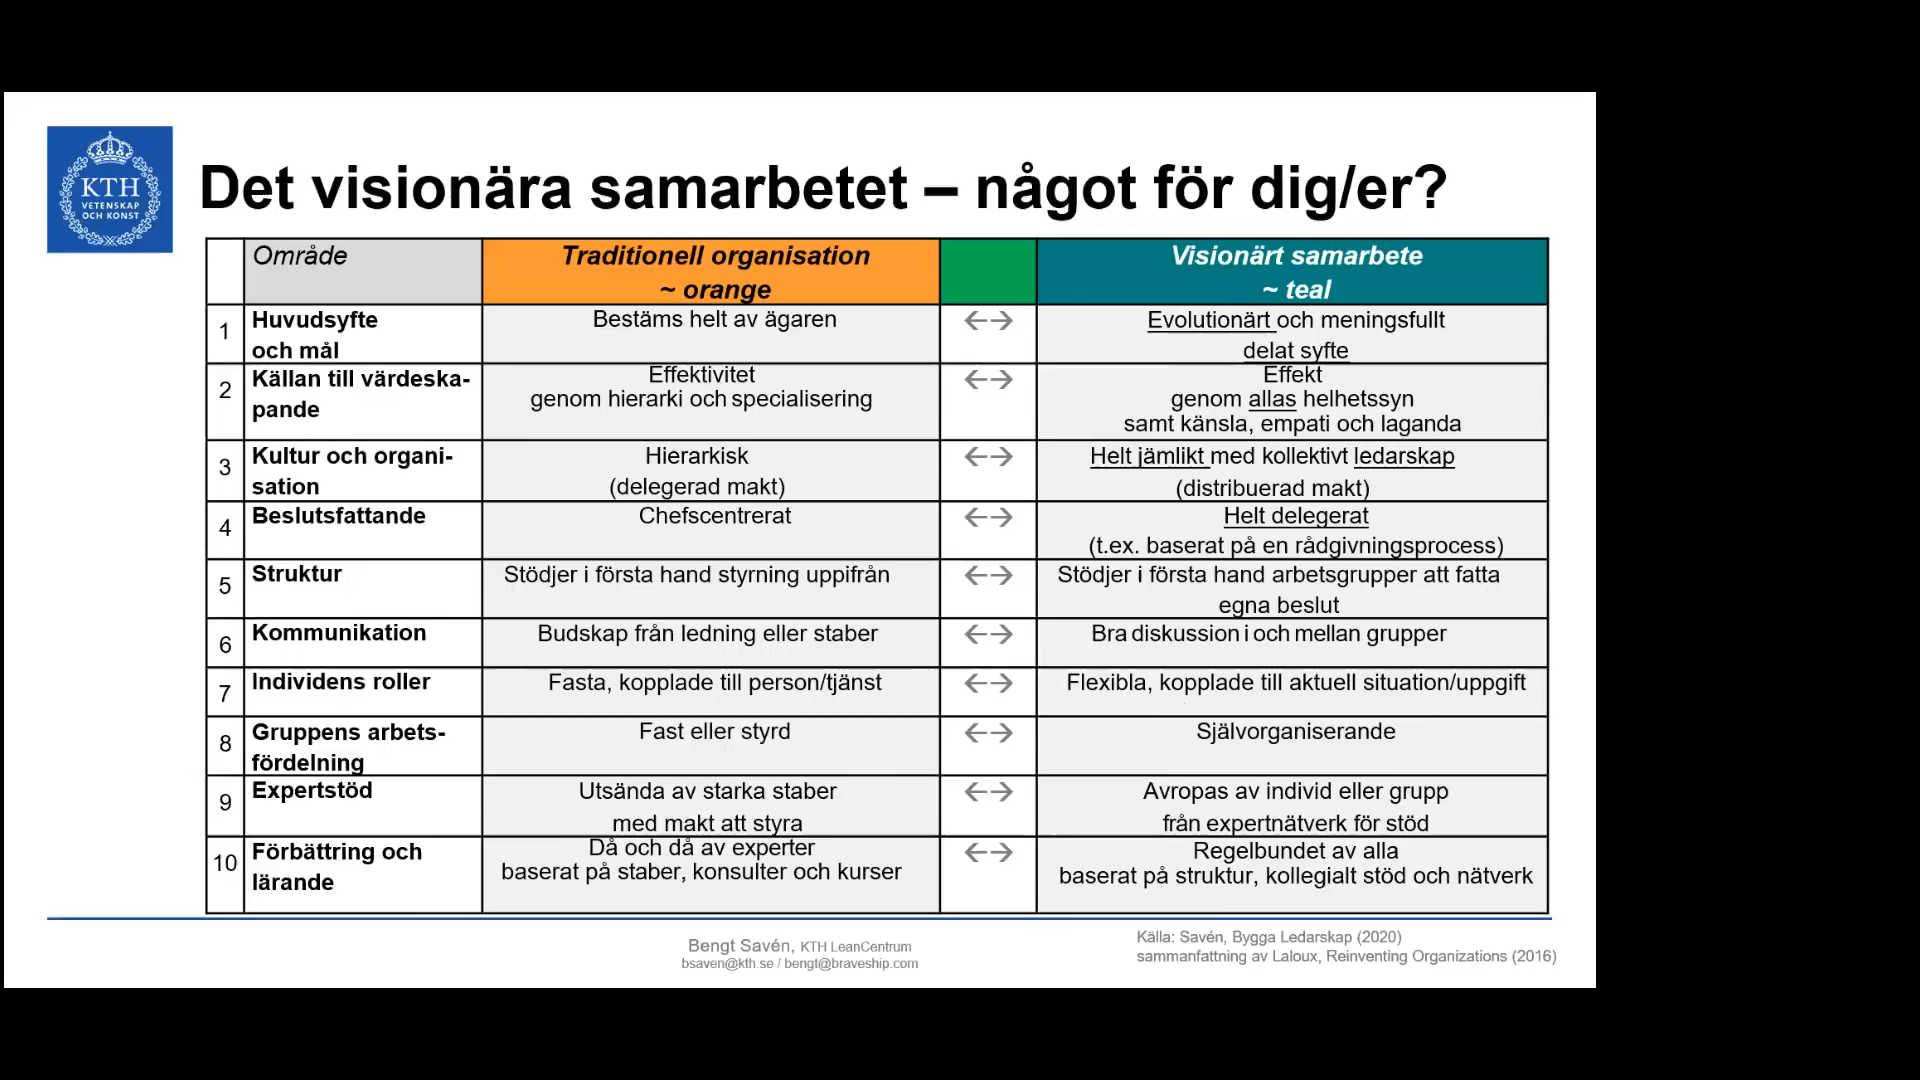 KTH
VETENSKAP
OCH KONST
Det visionära samarbetet – något för dig/er?
Område
Traditionell organisation
~ orange
Visionärt samarbete
~ teal
1
Huvudsyfte
och mål
Bestäms helt av ägaren
←→
Evolutionärt och meningsfullt
delat syfte
2
Källan till värdeska-
pande
Effektivitet
genom hierarki och specialisering
←→
Effekt
genom allas helhetssyn
samt känsla, empati och laganda
3
Kultur och organi-
sation
Hierarkisk
(delegerad makt)
←→
Helt jämlikt med kollektivt ledarskap
(distribuerad makt)
4
Beslutsfattande
Chefscentrerat
←→
Helt delegerat
(t.ex. baserat på en rådgivningsprocess)
5
Struktur
Stödjer i första hand styrning uppifrån
←→
Stödjer i första hand arbetsgrupper att fatta
egna beslut
6
Kommunikation
Budskap från ledning eller staber
←→
Bra diskussion i och mellan grupper
7
Individens roller
Fasta, kopplade till person/tjänst
←→
Flexibla, kopplade till aktuell situation/uppgift
8
Gruppens arbets-
fördelning
Fast eller styrd
←→
Självorganiserande
9
Expertstöd
Utsända av starka staber
med makt att styra
←→
Avropas av individ eller grupp
från expertnätverk för stöd
10
Förbättring och
lärande
Då och då av experter
baserat på staber, konsulter och kurser
←→
Regelbundet av alla
baserat på struktur, kollegialt stöd och nätverk
Bengt Savén, KTH LeanCentrum
bsaven@kth.se / bengt@braveship.com
Källa: Savén, Bygga Ledarskap (2020)
sammanfattning av Laloux, Reinventing Organizations (2016)